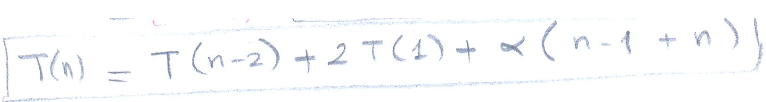 T(n) = T(n-2) + 2T(1) + α(n-1 + n)